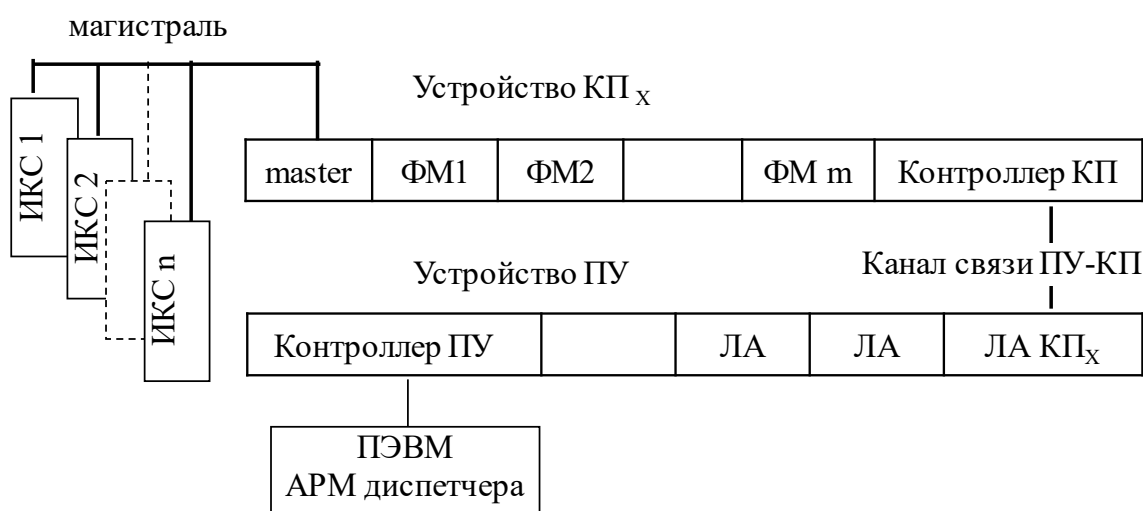 магистраль
Устройство КП X
ИКС 1
ИКС 2
ИКС n
master ФМ1 ФМ2 ФМ m Контроллер КП
Устройство ПУ
Канал связи ПУ-КП
Контроллер ПУ ЛА ЛА ЛА КПX
ПЭВМ
АРМ диспетчера